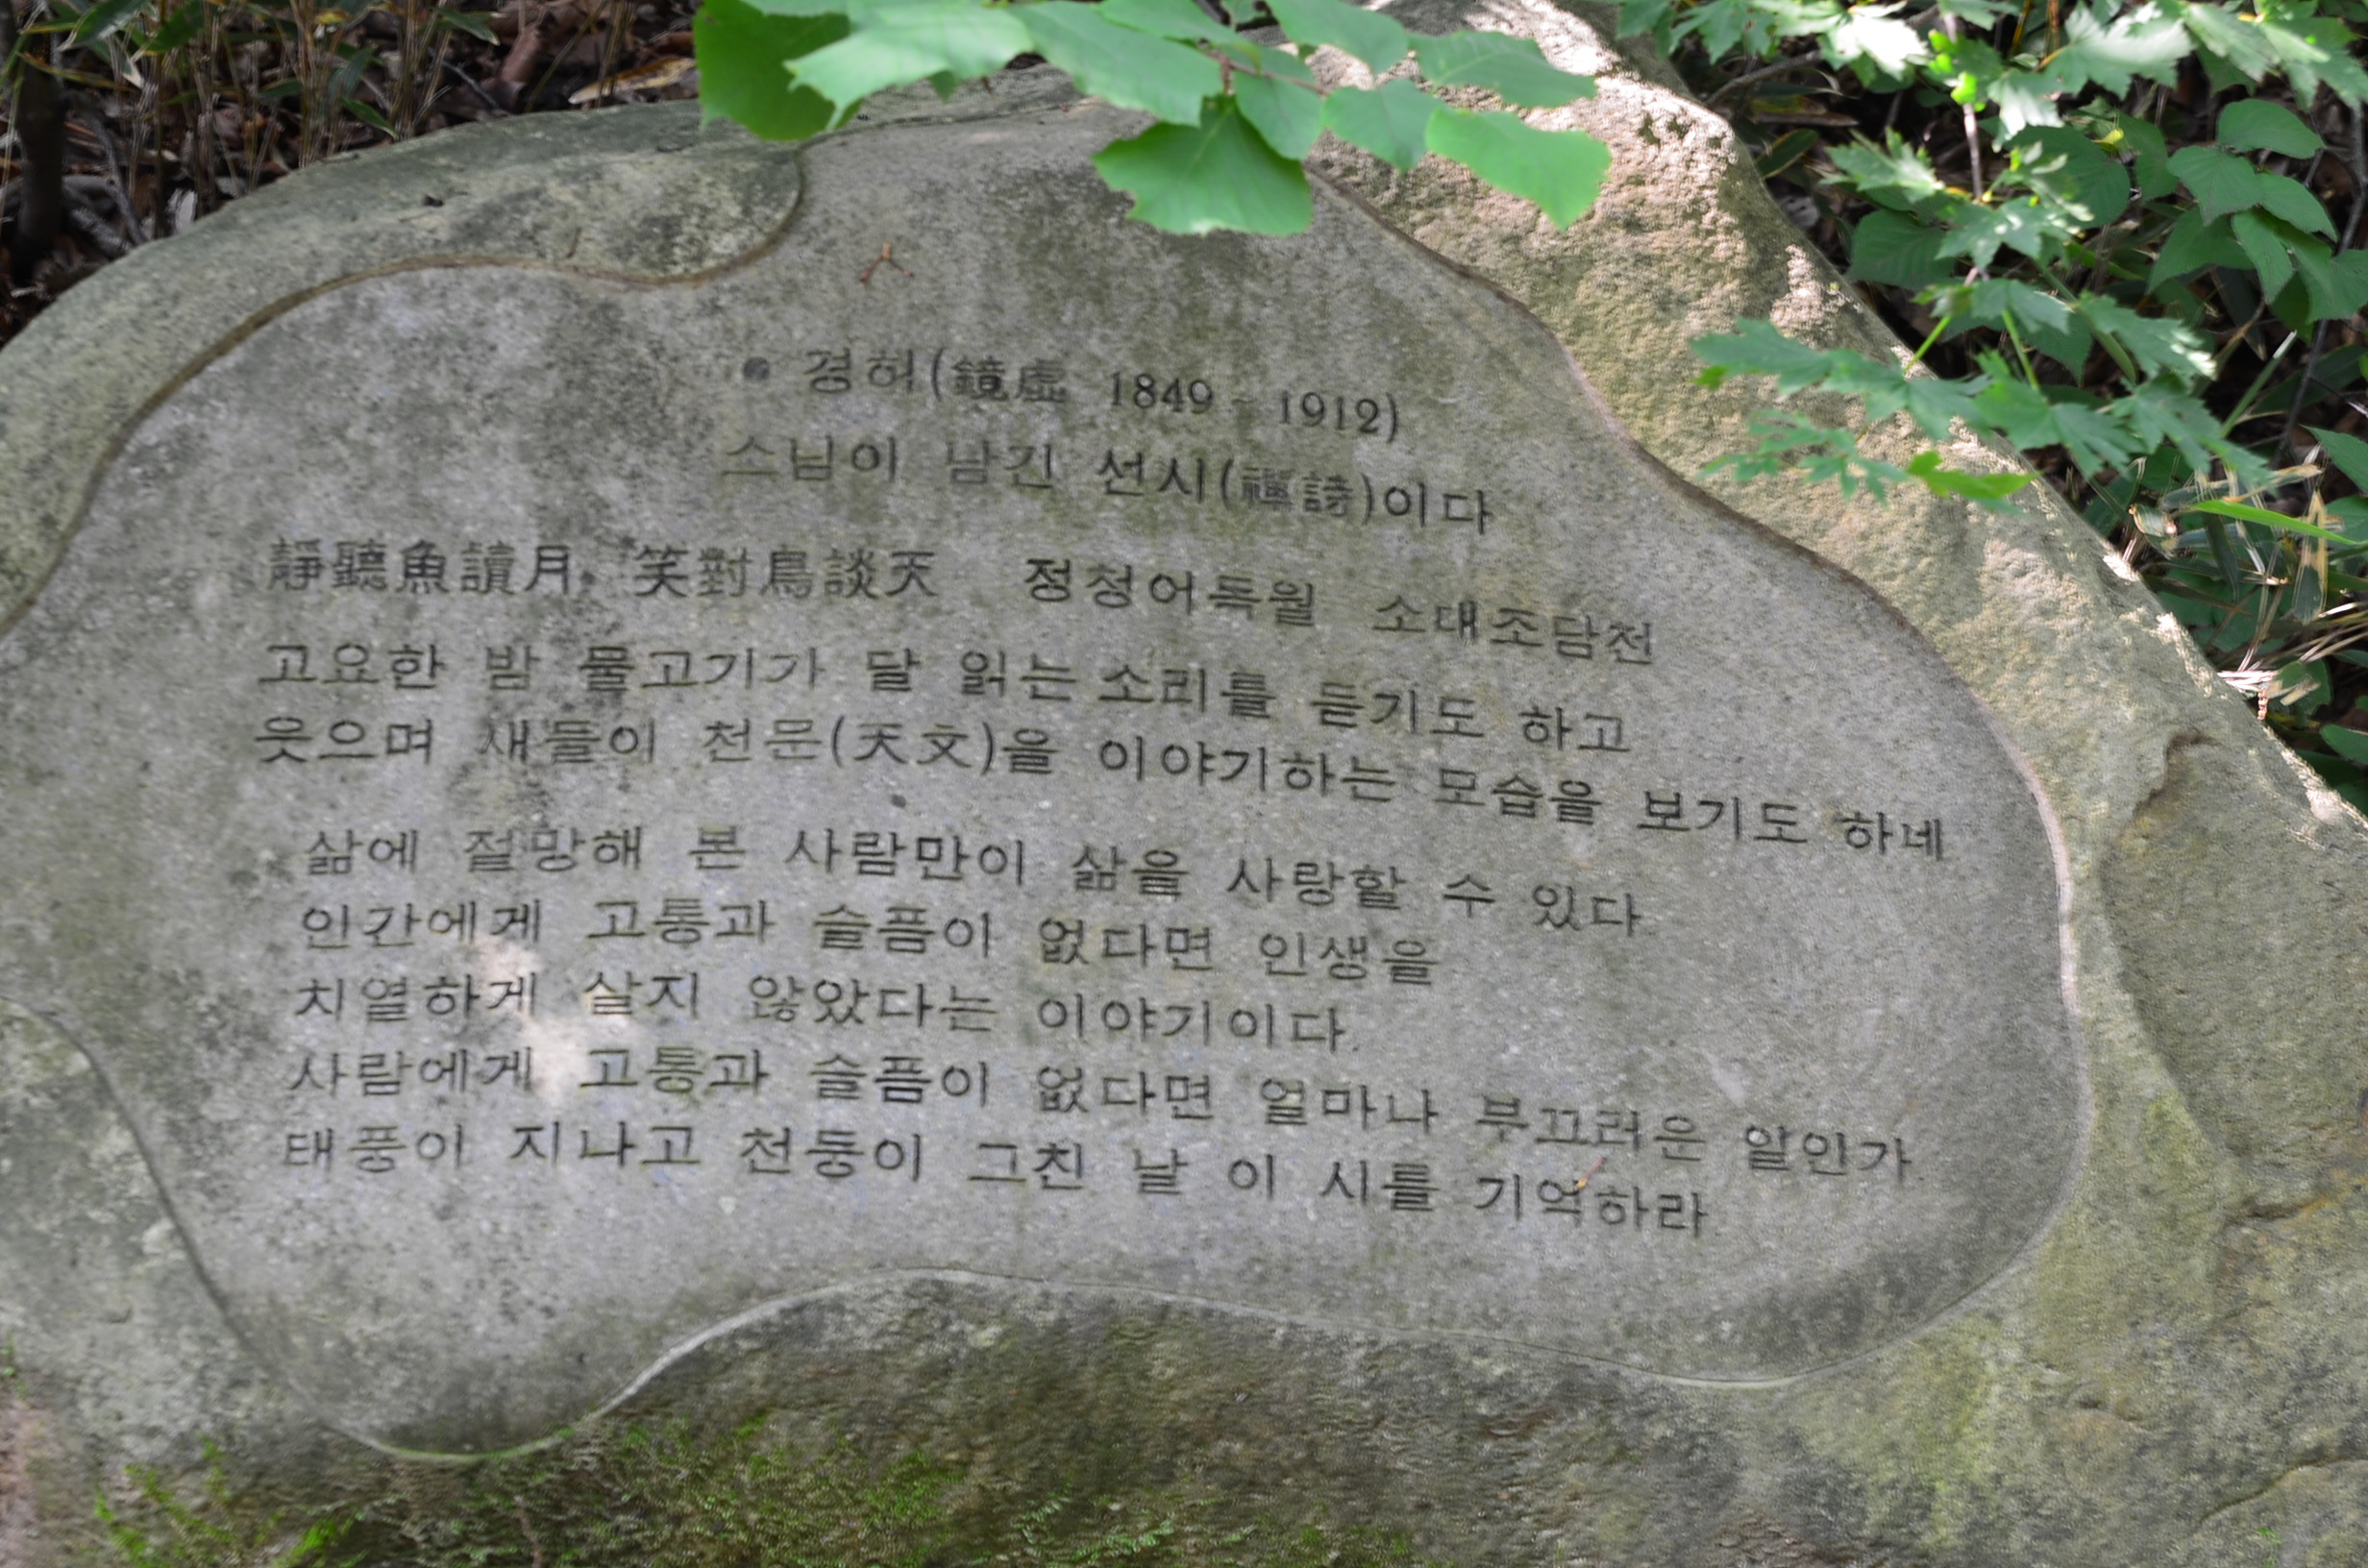 ● 경허(鏡虛 1849 - 1912)
스님이 남긴 선시(禪詩)이다
靜聽魚讀月 笑對鳥談天 정청어득월 소대조담천
고요한 밤 물고기가 달 읽는 소리를 듣기도 하고
웃으며 새들이 천문(天文)을 이야기하는 모습을 보기도 하네
삶에 절망해 본 사람만이 삶을 사랑할 수 있다
인간에게 고통과 슬픔이 없다면 인생을
치열하게 살지 않았다는 이야기이다.
사람에게 고통과 슬픔이 없다면 얼마나 부끄러운 알인가.
태풍이 지나고 천둥이 그친 날 이 시를 기억하라